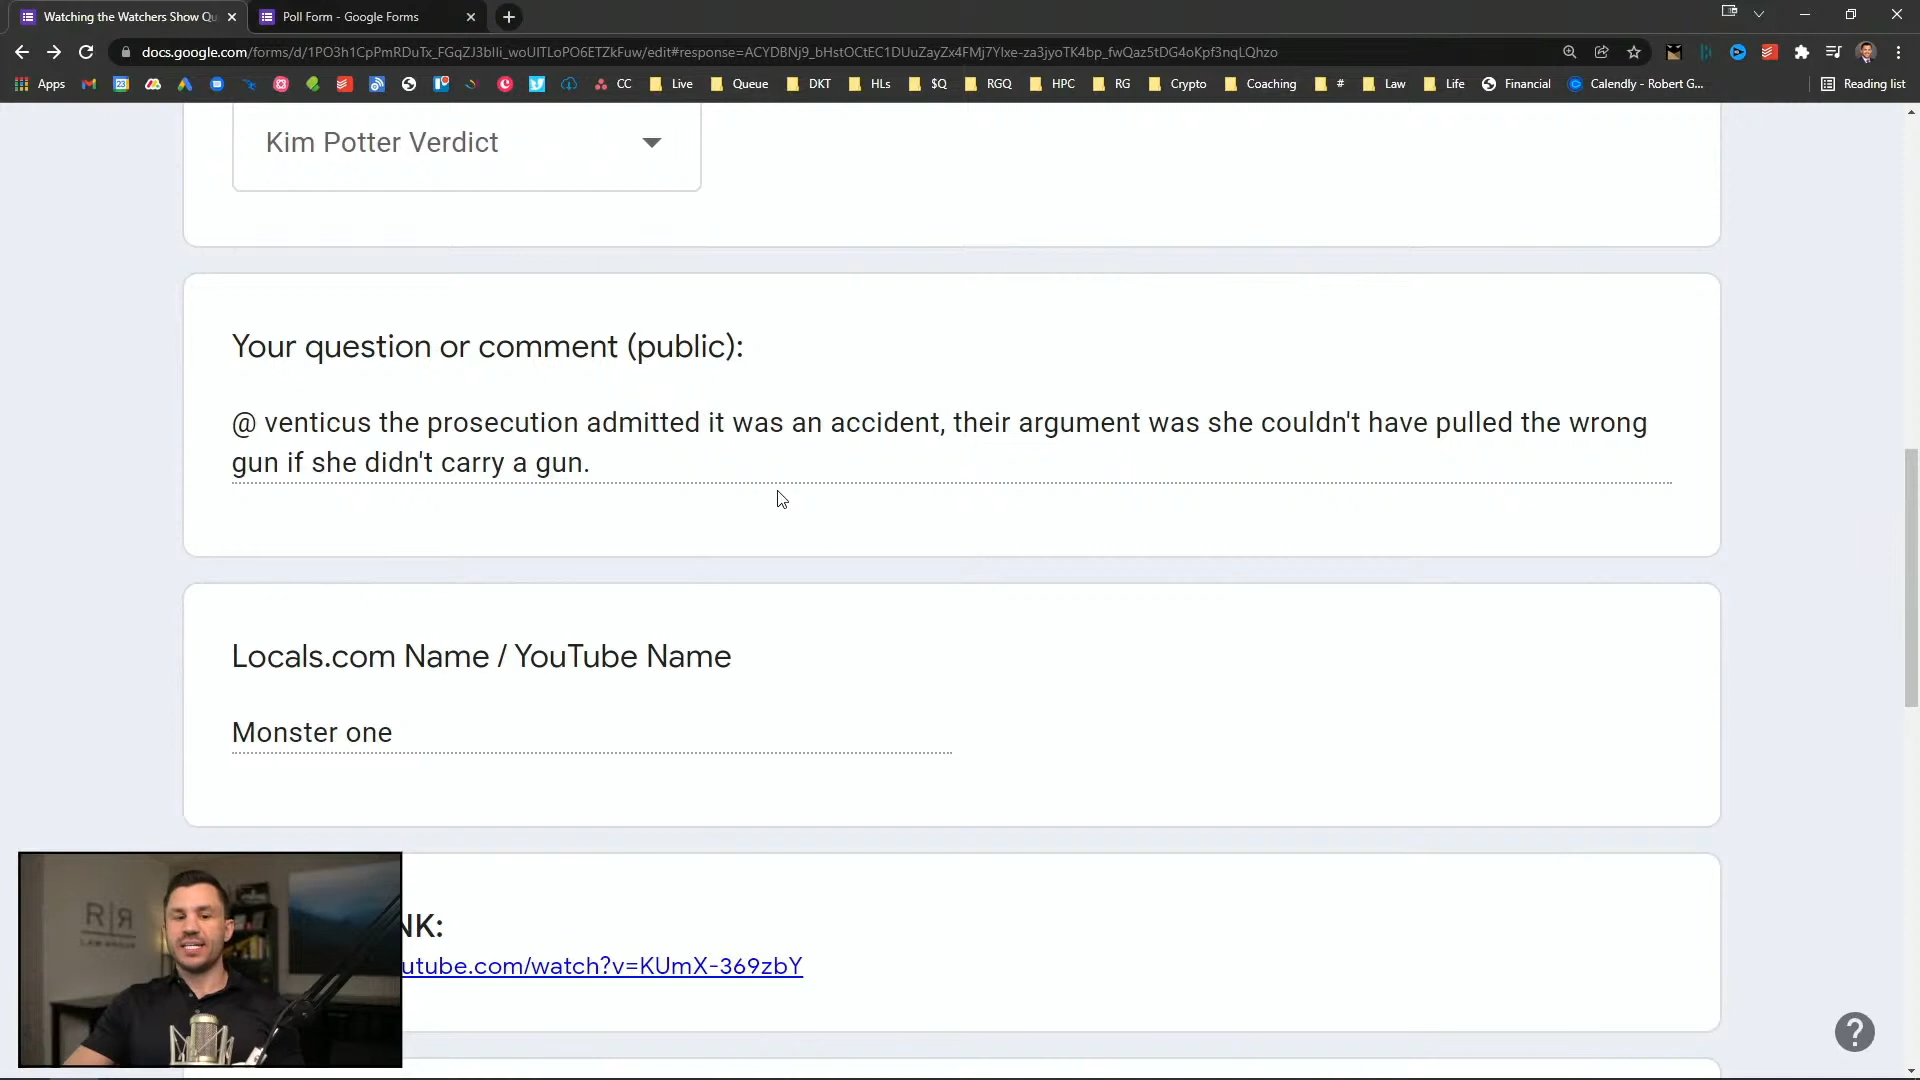 Watching the Watchers Show Qu
Poll Form - Google Forms
docs.google.com/forms/d/1PO3h1CpPmRDuTx_FGqZJ3bIli_woUITLoPO6ETZkFuw/edit#response=ACYDBNj9_bHstOCtEC1DUuZayZx4FMj7Ylxe-za3jyoTK4bp_fwQaz5tDG4oKpf3nqLQhzo
Apps
CC
Live
Queue
DKT
HLs
$Q
RGQ
HPC
RG
Crypto
Coaching
#
Law
Life
Financial
Calendly - Robert G...
Reading list
Kim Potter Verdict
Your question or comment (public):
@ venticus the prosecution admitted it was an accident, their argument was she couldn't have pulled the wrong
gun if she didn't carry a gun.
Locals.com Name / YouTube Name
Monster one
NK:
utube.com/watch?v=KUmX-369zbY
R|R
LAW GROUP
?